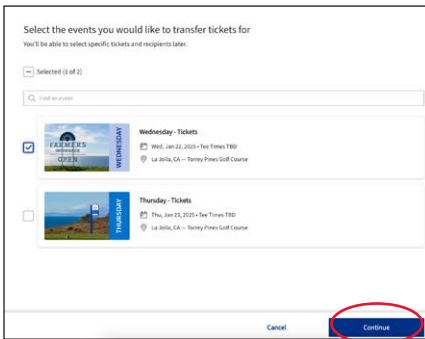 Select the events you would like to transfer tickets for
You'll be able to select specific tickets and recipients later.
Selected (1 of 2)
Find an event
FARMERS
INSURANCE
OPEN
WEDNESDAY
Wednesday - Tickets
Wed, Jan 22, 2025 • Tee Times TBD
La Jolla, CA — Torrey Pines Golf Course
THURSDAY
Thursday - Tickets
Thu, Jan 23, 2025 • Tee Times TBD
La Jolla, CA — Torrey Pines Golf Course
Cancel
Continue